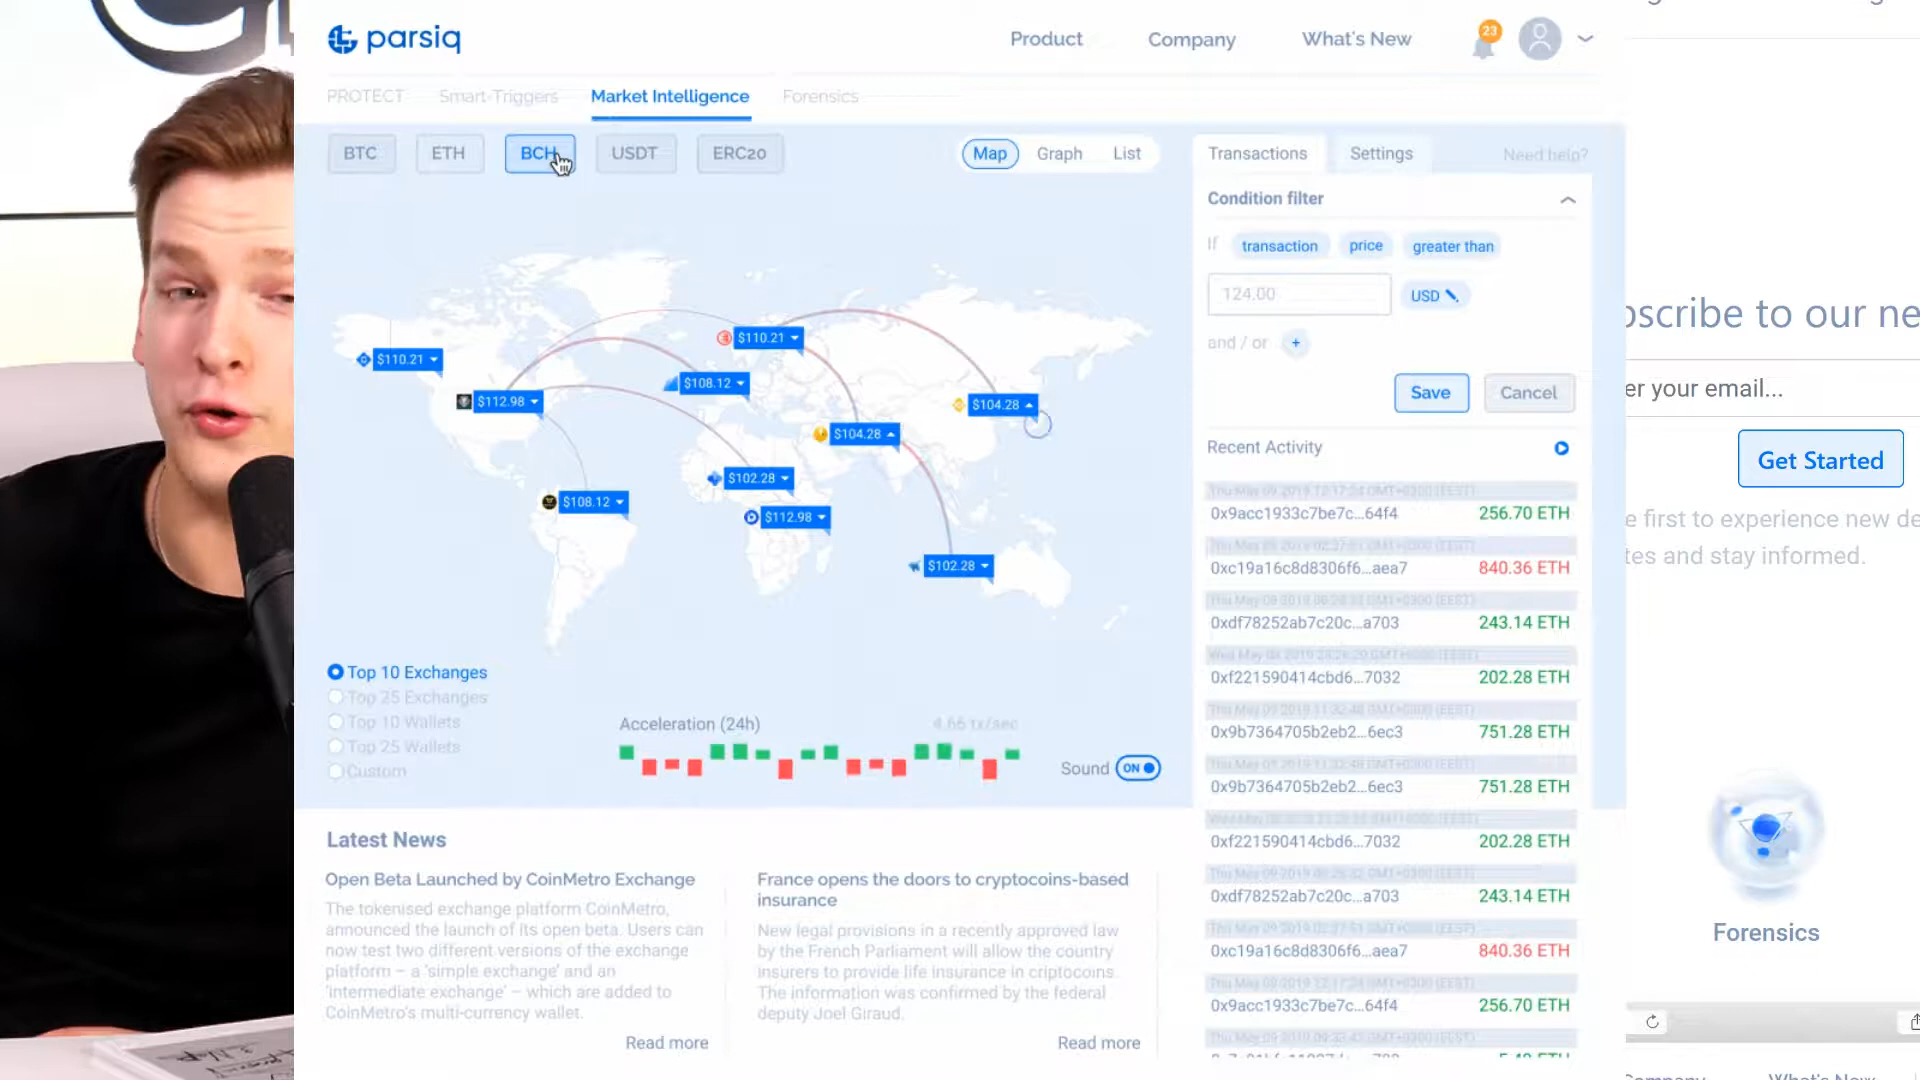 parsiq
Product
Company
What's New
23
PROTECT
Smart-Triggers
Market Intelligence
Forensics
BTC
ETH
BCH
USDT
ERC20
Map
Graph
List
Transactions
Settings
Need help?
Condition filter
If
transaction
price
greater than
124.00
USD
and / or
+
Save
Cancel
$110.21
$112.98
$108.12
$110.21
$108.12
$104.28
$104.28
$102.28
$112.98
$102.28
Top 10 Exchanges
Top 25 Exchanges
Top 10 Wallets
Top 25 Wallets
Custom
Acceleration (24h)
4.66 tx/sec
Sound
ON
Recent Activity
0x9acc1933c7be7c...64f4
256.70 ETH
0xc19a16c8d8306f6...aea7
840.36 ETH
0xdf78252ab7c20c...a703
243.14 ETH
0xf221590414cbd6...7032
202.28 ETH
0x9b7364705b2eb2...6ec3
751.28 ETH
0x9b7364705b2eb2...6ec3
751.28 ETH
0xf221590414cbd6...7032
202.28 ETH
0xdf78252ab7c20c...a703
243.14 ETH
0xc19a16c8d8306f6...aea7
840.36 ETH
0x9acc1933c7be7c...64f4
256.70 ETH
Latest News
Open Beta Launched by CoinMetro Exchange
The tokenised exchange platform CoinMetro,
announced the launch of its open beta. Users can
now test two different versions of the exchange
platform – a 'simple exchange' and an
'intermediate exchange' – which are added to
CoinMetro's multi-currency wallet.
Read more
France opens the doors to cryptocoins-based
insurance
New legal provisions in a recently approved law
by the French Parliament will allow the country
insurers to provide life insurance in criptocoins.
The information was confirmed by the federal
deputy Joel Giraud.
Read more
bscribe to our ne
er your email...
Get Started
e first to experience new de
tes and stay informed.
Forensics